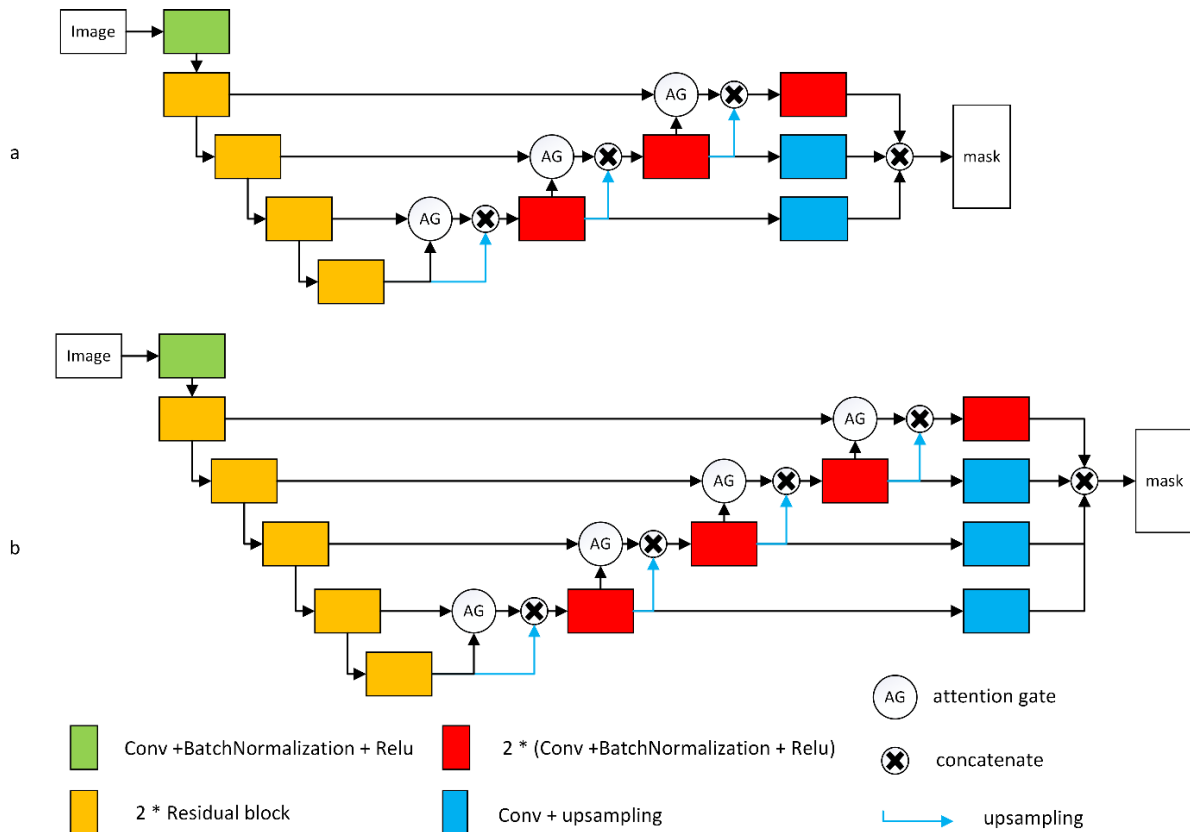 Image
AG
a
AG
mask
AG
Image
AG
AG
mask
b
AG
AG
AG attention gate
Conv +BatchNormalization + Relu
2 * (Conv +BatchNormalization + Relu)
concatenate
2 * Residual block
Conv + upsampling
upsampling